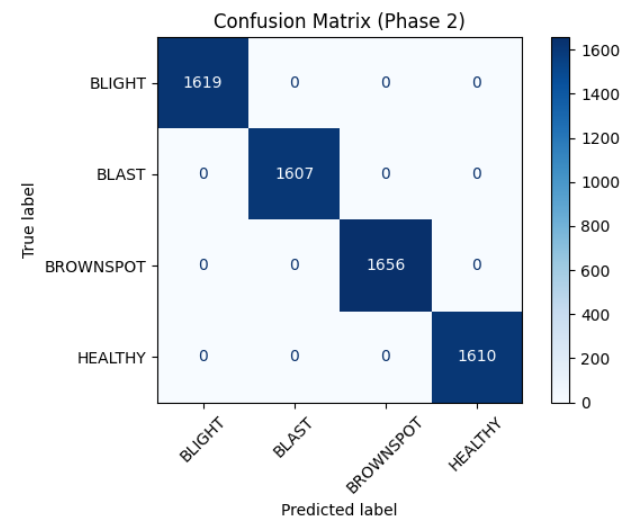 Confusion Matrix (Phase 2)
BLIGHT 1619 0 0 0
BLAST 0 1607 0 0
BROWNSPOT 0 0 1656 0
HEALTHY 0 0 0 1610
True label
BLIGHT BLAST BROWNSPOT HEALTHY
Predicted label
1600
1400
1200
1000
800
600
400
200
0